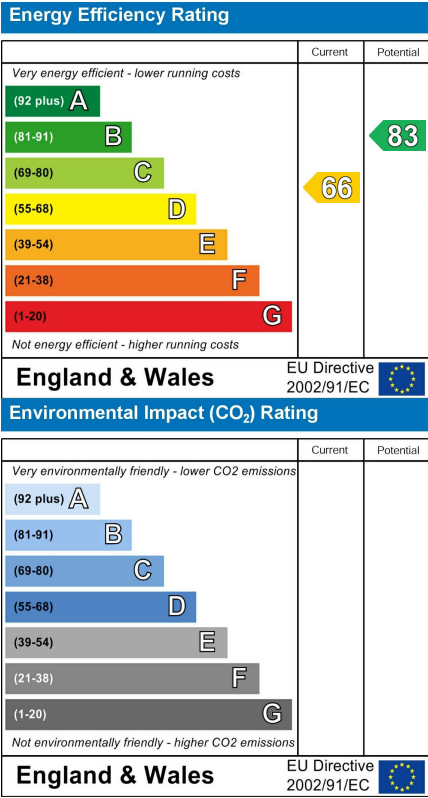 Energy Efficiency Rating
Current Potential
Very energy efficient - lower running costs
(92 plus) A
(81-91) B
83
(69-80) C
66
(55-68) D
(39-54) E
(21-38) F
(1-20) G
Not energy efficient - higher running costs
England & Wales
EU Directive
2002/91/EC
Environmental Impact (CO₂) Rating
Current Potential
Very environmentally friendly - lower CO2 emissions
(92 plus) A
(81-91) B
(69-80) C
(55-68) D
(39-54) E
(21-38) F
(1-20) G
Not environmentally friendly - higher CO2 emissions
England & Wales
EU Directive
2002/91/EC